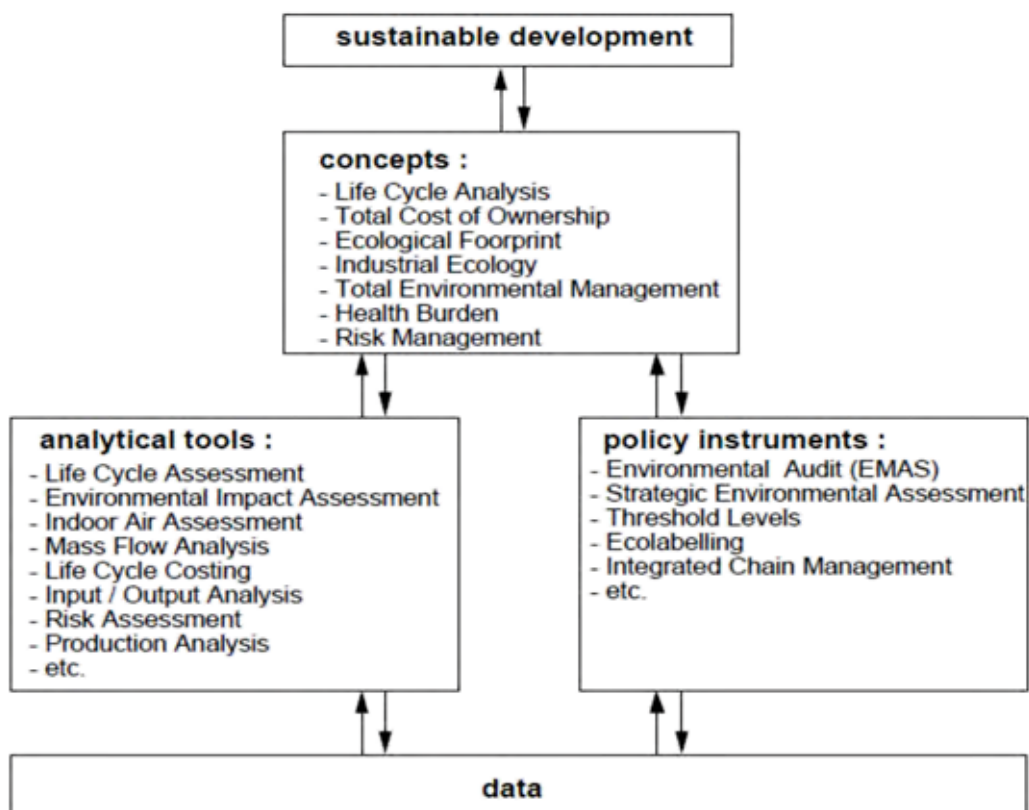 sustainable development
concepts :
- Life Cycle Analysis
- Total Cost of Ownership
- Ecological Foorprint
- Industrial Ecology
- Total Environmental Management
- Health Burden
- Risk Management
analytical tools :
- Life Cycle Assessment
- Environmental Impact Assessment
- Indoor Air Assessment
- Mass Flow Analysis
- Life Cycle Costing
- Input / Output Analysis
- Risk Assessment
- Production Analysis
- etc.
policy instruments :
- Environmental Audit (EMAS)
- Strategic Environmental Assessment
- Threshold Levels
- Ecolabelling
- Integrated Chain Management
- etc.
data